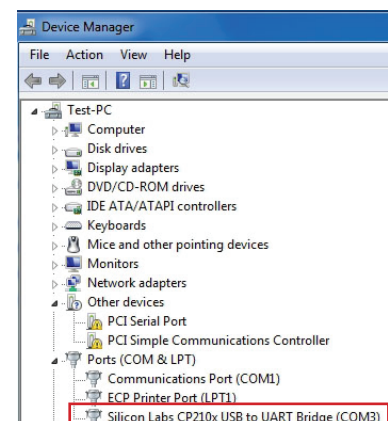 Device Manager
File Action View Help
Test-PC
Computer
Disk drives
Display adapters
DVD/CD-ROM drives
IDE ATA/ATAPI controllers
Keyboards
Mice and other pointing devices
Monitors
Network adapters
Other devices
PCI Serial Port
PCI Simple Communications Controller
Ports (COM & LPT)
Communications Port (COM1)
ECP Printer Port (LPT1)
Silicon Labs CP210x USB to UART Bridge (COM3)